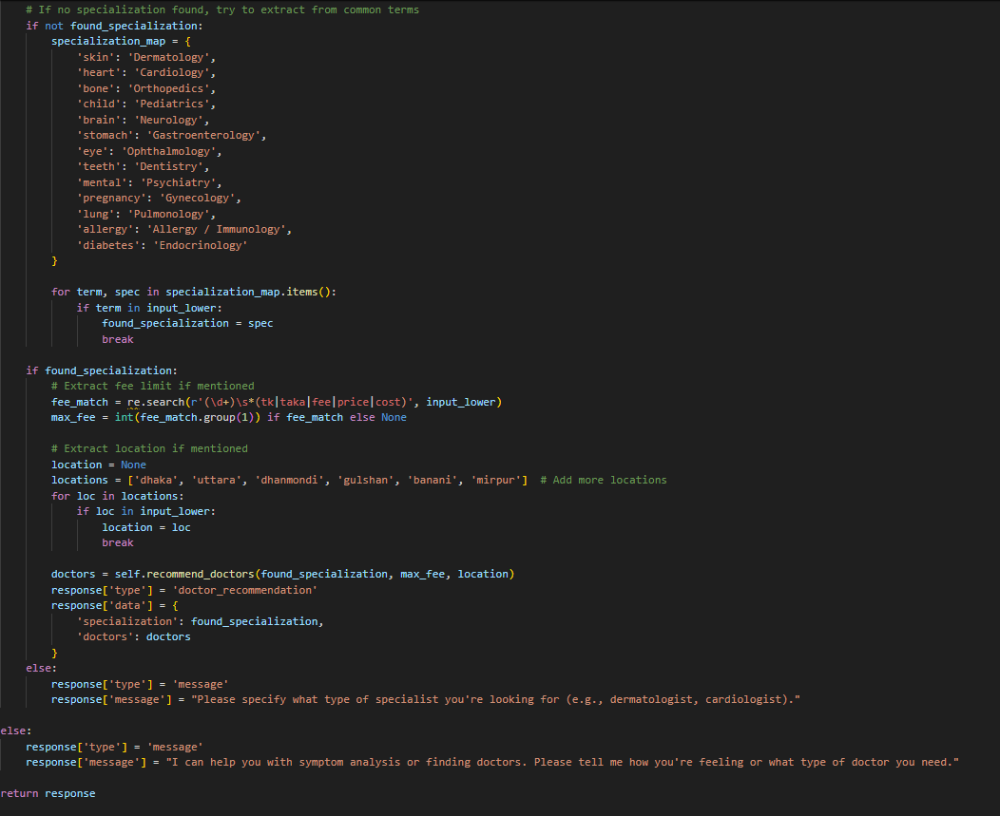 # If no specialization found, try to extract from common terms
if not found_specialization:
    specialization_map = {
        'skin': 'Dermatology',
        'heart': 'Cardiology',
        'bone': 'Orthopedics',
        'child': 'Pediatrics',
        'brain': 'Neurology',
        'stomach': 'Gastroenterology',
        'eye': 'Ophthalmology',
        'teeth': 'Dentistry',
        'mental': 'Psychiatry',
        'pregnancy': 'Gynecology',
        'lung': 'Pulmonology',
        'allergy': 'Allergy / Immunology',
        'diabetes': 'Endocrinology'
    }
    for term, spec in specialization_map.items():
        if term in input_lower:
            found_specialization = spec
            break
if found_specialization:
    # Extract fee limit if mentioned
    fee_match = re.search(r'(\d+)\s*(tk|taka|fee|price|cost)', input_lower)
    max_fee = int(fee_match.group(1)) if fee_match else None
    # Extract location if mentioned
    location = None
    locations = ['dhaka', 'uttara', 'dhanmondi', 'gulshan', 'banani', 'mirpur']  # Add more locations
    for loc in locations:
        if loc in input_lower:
            location = loc
            break
    doctors = self.recommend_doctors(found_specialization, max_fee, location)
    response['type'] = 'doctor_recommendation'
    response['data'] = {
        'specialization': found_specialization,
        'doctors': doctors
    }
else:
    response['type'] = 'message'
    response['message'] = "Please specify what type of specialist you're looking for (e.g., dermatologist, cardiologist)."
else:
    response['type'] = 'message'
    response['message'] = "I can help you with symptom analysis or finding doctors. Please tell me how you're feeling or what type of doctor you need."
return response